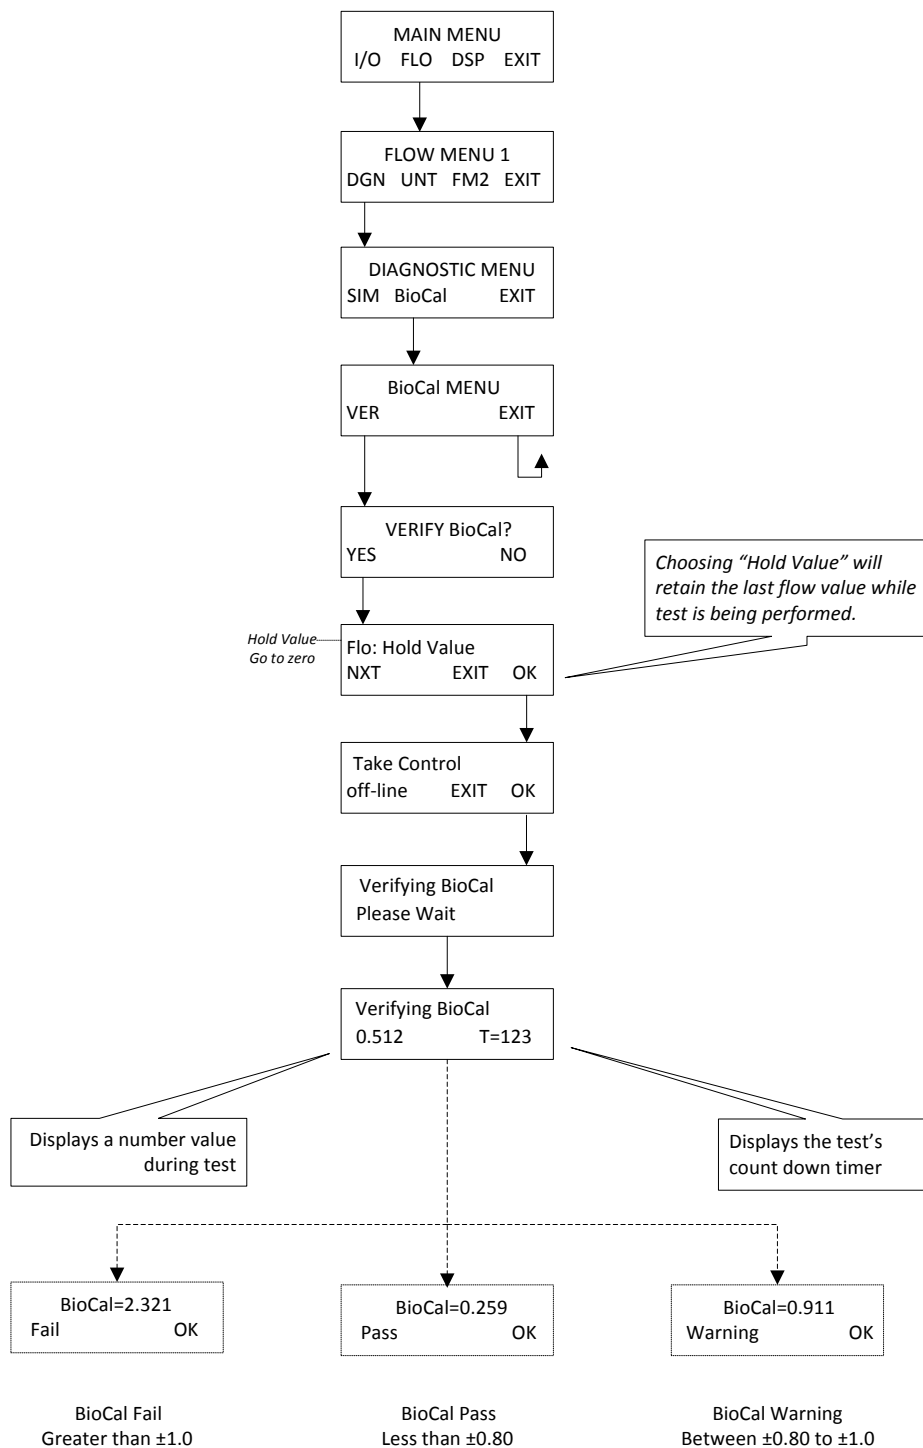 MAIN MENU
I/O FLO DSP EXIT
FLOW MENU 1
DGN UNT FM2 EXIT
DIAGNOSTIC MENU
SIM BioCal EXIT
BioCal MENU
VER EXIT
VERIFY BioCal?
YES NO
Choosing “Hold Value” will
retain the last flow value while
test is being performed.
Hold Value
Go to zero
Flo: Hold Value
NXT EXIT OK
Take Control
off-line EXIT OK
Verifying BioCal
Please Wait
Verifying BioCal
0.512 T=123
Displays a number value
during test
Displays the test’s
count down timer
BioCal=2.321
Fail OK
BioCal=0.259
Pass OK
BioCal=0.911
Warning OK
BioCal Fail
Greater than ±1.0
BioCal Pass
Less than ±0.80
BioCal Warning
Between ±0.80 to ±1.0